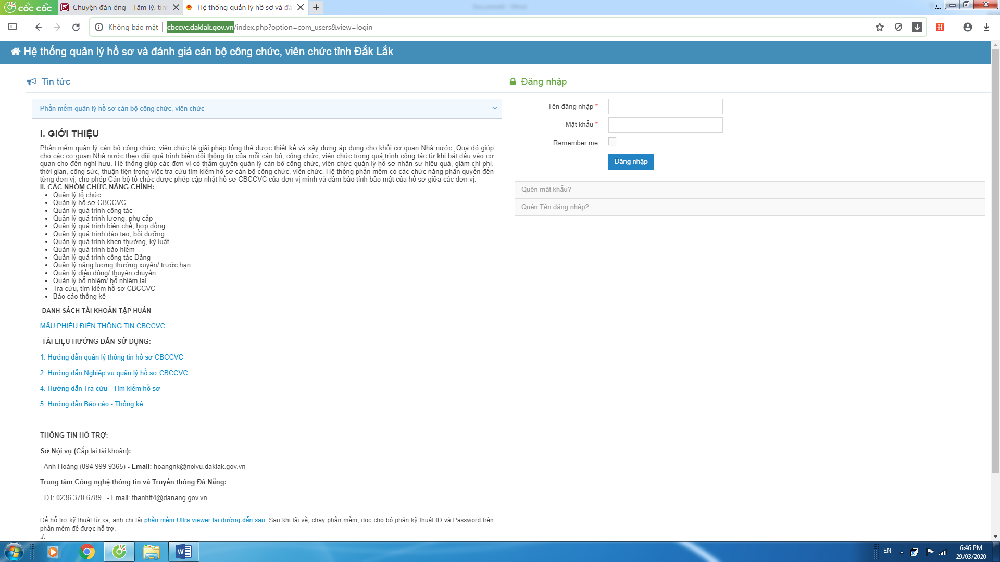 cốc cốc
Chuyện đàn ông - Tâm lý, tình
Hệ thống quản lý hồ sơ và đá
Không bảo mật
cbccvc.daklak.gov.vn/index.php?option=com_users&view=login
Hệ thống quản lý hồ sơ và đánh giá cán bộ công chức, viên chức tỉnh Đắk Lắk
Tin tức
Phần mềm quản lý hồ sơ cán bộ công chức, viên chức
I. GIỚI THIỆU
Phần mềm quản lý cán bộ công chức, viên chức là giải pháp tổng thể được thiết kế và xây dựng áp dụng cho khối cơ quan Nhà nước. Qua đó giúp
cho các cơ quan Nhà nước theo dõi quá trình biến đổi thông tin của mỗi cán bộ, công chức, viên chức trong quá trình công tác từ khi bắt đầu vào cơ
quan cho đến nghỉ hưu. Hệ thống giúp các đơn vị có thẩm quyền quản lý cán bộ công chức, viên chức quản lý hồ sơ nhân sự hiệu quả, giảm chi phí,
thời gian, công sức, thuận tiện trọng việc tra cứu tìm kiếm hồ sơ cán bộ công chức, viên chức. Hệ thống phần mềm có các chức năng phân quyền đến
từng đơn vị, cho phép Cán bộ tổ chức được phép cập nhật hồ sơ CBCCVC của đơn vị mình và đảm bảo tính bảo mật của hồ sơ giữa các đơn vị.
II. CÁC NHÓM CHỨC NĂNG CHÍNH:
• Quản lý tổ chức
• Quản lý hồ sơ CBCCVC
• Quản lý quá trình công tác
• Quản lý quá trình lương, phụ cấp
• Quản lý quá trình biên chế, hợp đồng
• Quản lý quá trình đào tạo, bồi dưỡng
• Quản lý quá trình khen thưởng, kỷ luật
• Quản lý quá trình bảo hiểm
• Quản lý quá trình công tác Đảng
• Quản lý nâng lương thường xuyên/ trước hạn
• Quản lý điều động/ thuyên chuyển
• Quản lý bổ nhiệm/ bổ nhiệm lại
• Tra cứu, tìm kiếm hồ sơ CBCCVC
• Báo cáo thống kê
DANH SÁCH TÀI KHOẢN TẬP HUẤN
MẪU PHIẾU ĐIỀN THÔNG TIN CBCCVC.
TÀI LIỆU HƯỚNG DẪN SỬ DỤNG:
1. Hướng dẫn quản lý thông tin hồ sơ CBCCVC
2. Hướng dẫn Nghiệp vụ quản lý hồ sơ CBCCVC
4. Hướng dẫn Tra cứu - Tìm kiếm hồ sơ
5. Hướng dẫn Báo cáo - Thống kê
THÔNG TIN HỖ TRỢ:
Sở Nội vụ (Cấp lại tài khoản):
- Anh Hoàng (094 999 9365) - Email: hoangnk@noivu.daklak.gov.vn
Trung tâm Công nghệ thông tin và Truyền thông Đà Nẵng:
- ĐT: 0236.370.6789 - Email: thanhtt4@danang.gov.vn
Để hỗ trợ kỹ thuật từ xa, anh chị tải phần mềm Ultra viewer tại đường dẫn sau. Sau khi tải về, chạy phần mềm, đọc cho bộ phận kỹ thuật ID và Password trên
phần mềm để được hỗ trợ.
./.
Đăng nhập
Tên đăng nhập *
Mật khẩu *
Remember me
Đăng nhập
Quên mật khẩu?
Quên Tên đăng nhập?
EN
6:46 PM
29/03/2020